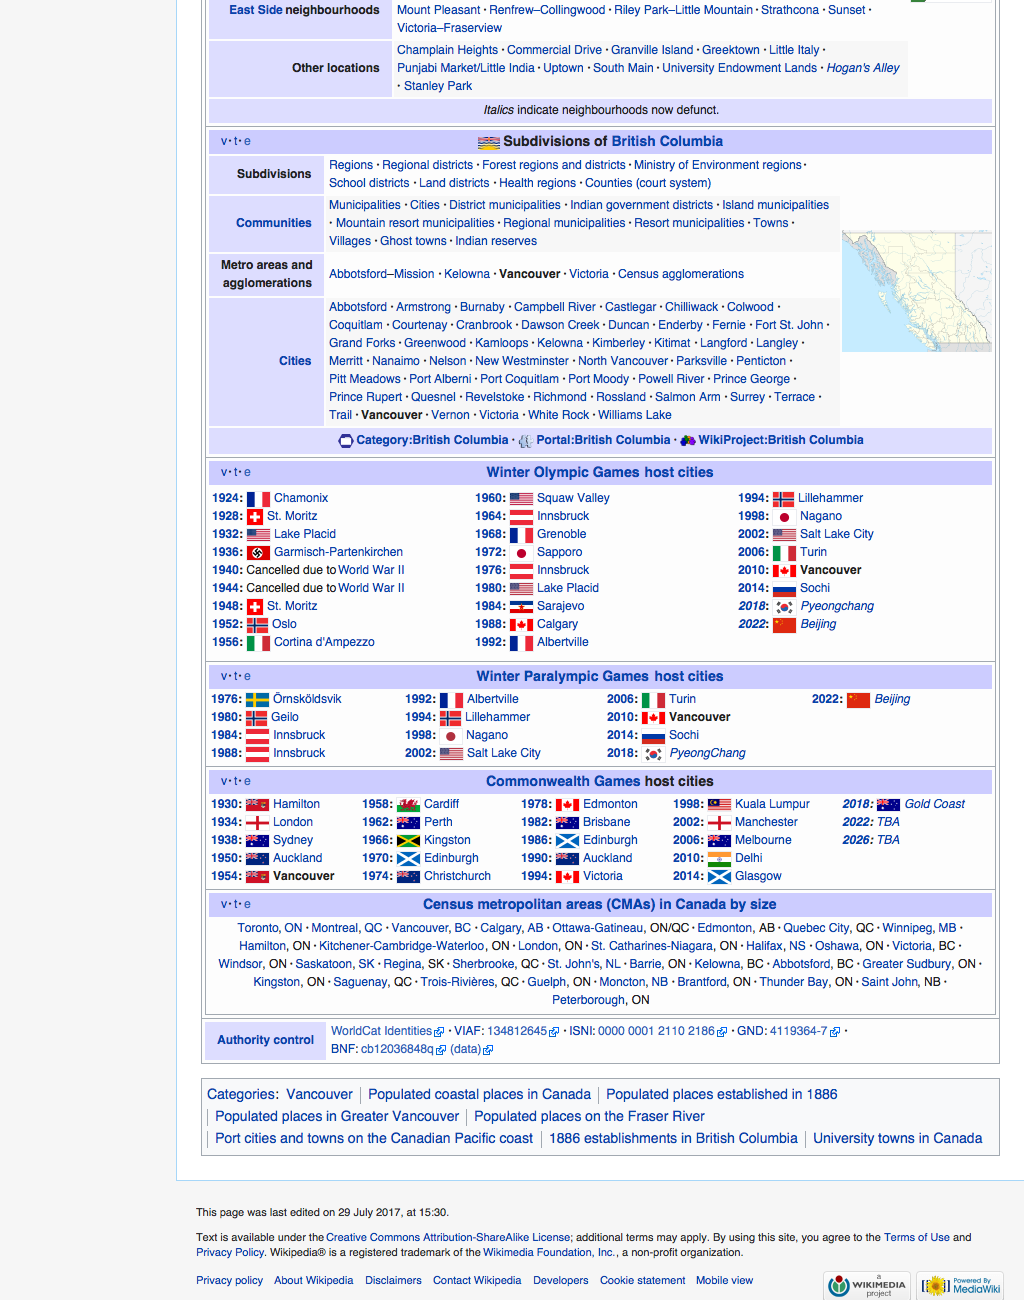 East Side neighbourhoods
Mount Pleasant · Renfrew–Collingwood · Riley Park–Little Mountain · Strathcona · Sunset ·
Victoria–Fraserview
Other locations
Champlain Heights · Commercial Drive · Granville Island · Greektown · Little Italy ·
Punjabi Market/Little India · Uptown · South Main · University Endowment Lands · Hogan's Alley
· Stanley Park
Italics indicate neighbourhoods now defunct.
v · t · e
Subdivisions of British Columbia
Subdivisions
Regions · Regional districts · Forest regions and districts · Ministry of Environment regions ·
School districts · Land districts · Health regions · Counties (court system)
Communities
Municipalities · Cities · District municipalities · Indian government districts · Island municipalities
· Mountain resort municipalities · Regional municipalities · Resort municipalities · Towns ·
Villages · Ghost towns · Indian reserves
Metro areas and
agglomerations
Abbotsford–Mission · Kelowna · Vancouver · Victoria · Census agglomerations
Cities
Abbotsford · Armstrong · Burnaby · Campbell River · Castlegar · Chilliwack · Colwood ·
Coquitlam · Courtenay · Cranbrook · Dawson Creek · Duncan · Enderby · Fernie · Fort St. John ·
Grand Forks · Greenwood · Kamloops · Kelowna · Kimberley · Kitimat · Langford · Langley ·
Merritt · Nanaimo · Nelson · New Westminster · North Vancouver · Parksville · Penticton ·
Pitt Meadows · Port Alberni · Port Coquitlam · Port Moody · Powell River · Prince George ·
Prince Rupert · Quesnel · Revelstoke · Richmond · Rossland · Salmon Arm · Surrey · Terrace ·
Trail · Vancouver · Vernon · Victoria · White Rock · Williams Lake
Category:British Columbia · Portal:British Columbia · WikiProject:British Columbia
v · t · e
Winter Olympic Games host cities
1924: Chamonix
1928: St. Moritz
1932: Lake Placid
1936: Garmisch-Partenkirchen
1940: Cancelled due to World War II
1944: Cancelled due to World War II
1948: St. Moritz
1952: Oslo
1956: Cortina d'Ampezzo
1960: Squaw Valley
1964: Innsbruck
1968: Grenoble
1972: Sapporo
1976: Innsbruck
1980: Lake Placid
1984: Sarajevo
1988: Calgary
1992: Albertville
1994: Lillehammer
1998: Nagano
2002: Salt Lake City
2006: Turin
2010: Vancouver
2014: Sochi
2018: Pyeongchang
2022: Beijing
v · t · e
Winter Paralympic Games host cities
1976: Örnsköldsvik
1980: Geilo
1984: Innsbruck
1988: Innsbruck
1992: Albertville
1994: Lillehammer
1998: Nagano
2002: Salt Lake City
2006: Turin
2010: Vancouver
2014: Sochi
2018: PyeongChang
2022: Beijing
v · t · e
Commonwealth Games host cities
1930: Hamilton
1934: London
1938: Sydney
1950: Auckland
1954: Vancouver
1958: Cardiff
1962: Perth
1966: Kingston
1970: Edinburgh
1974: Christchurch
1978: Edmonton
1982: Brisbane
1986: Edinburgh
1990: Auckland
1994: Victoria
1998: Kuala Lumpur
2002: Manchester
2006: Melbourne
2010: Delhi
2014: Glasgow
2018: Gold Coast
2022: TBA
2026: TBA
v · t · e
Census metropolitan areas (CMAs) in Canada by size
Toronto, ON · Montreal, QC · Vancouver, BC · Calgary, AB · Ottawa-Gatineau, ON/QC · Edmonton, AB · Quebec City, QC · Winnipeg, MB ·
Hamilton, ON · Kitchener-Cambridge-Waterloo, ON · London, ON · St. Catharines-Niagara, ON · Halifax, NS · Oshawa, ON · Victoria, BC ·
Windsor, ON · Saskatoon, SK · Regina, SK · Sherbrooke, QC · St. John's, NL · Barrie, ON · Kelowna, BC · Abbotsford, BC · Greater Sudbury, ON ·
Kingston, ON · Saguenay, QC · Trois-Rivières, QC · Guelph, ON · Moncton, NB · Brantford, ON · Thunder Bay, ON · Saint John, NB ·
Peterborough, ON
Authority control
WorldCat Identities · VIAF: 134812645 · ISNI: 0000 0001 2110 2186 · GND: 4119364-7 ·
BNF: cb12036848q (data)
Categories: Vancouver | Populated coastal places in Canada | Populated places established in 1886
| Populated places in Greater Vancouver | Populated places on the Fraser River
| Port cities and towns on the Canadian Pacific coast | 1886 establishments in British Columbia | University towns in Canada
This page was last edited on 29 July 2017, at 15:30.
Text is available under the Creative Commons Attribution-ShareAlike License; additional terms may apply. By using this site, you agree to the Terms of Use and
Privacy Policy. Wikipedia® is a registered trademark of the Wikimedia Foundation, Inc., a non-profit organization.
Privacy policy About Wikipedia Disclaimers Contact Wikipedia Developers Cookie statement Mobile view
a
WIKIMEDIA
project
Powered By
MediaWiki